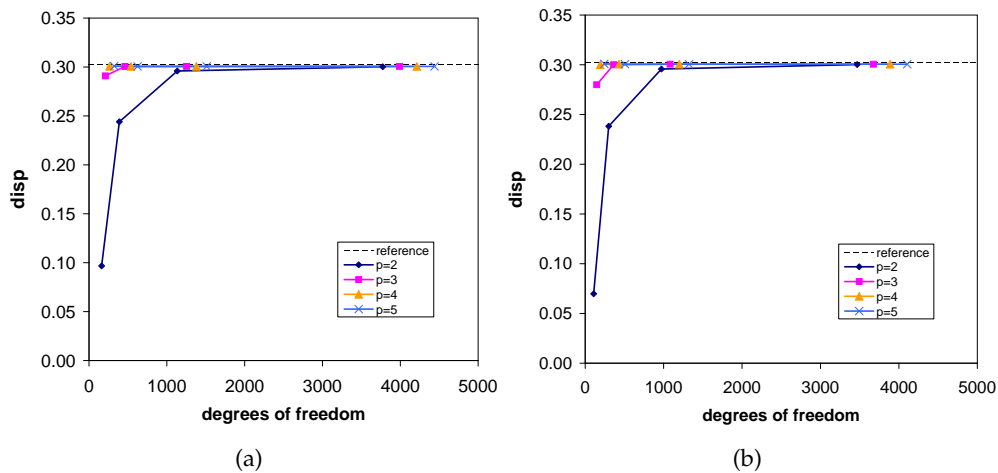 0.35
0.30
0.25
0.20
0.15
0.10
0.05
0.00
disp
0 1000 2000 3000 4000 5000
degrees of freedom
reference
p=2
p=3
p=4
p=5
(a)
0.35
0.30
0.25
0.20
0.15
0.10
0.05
0.00
disp
0 1000 2000 3000 4000 5000
degrees of freedom
reference
p=2
p=3
p=4
p=5
(b)